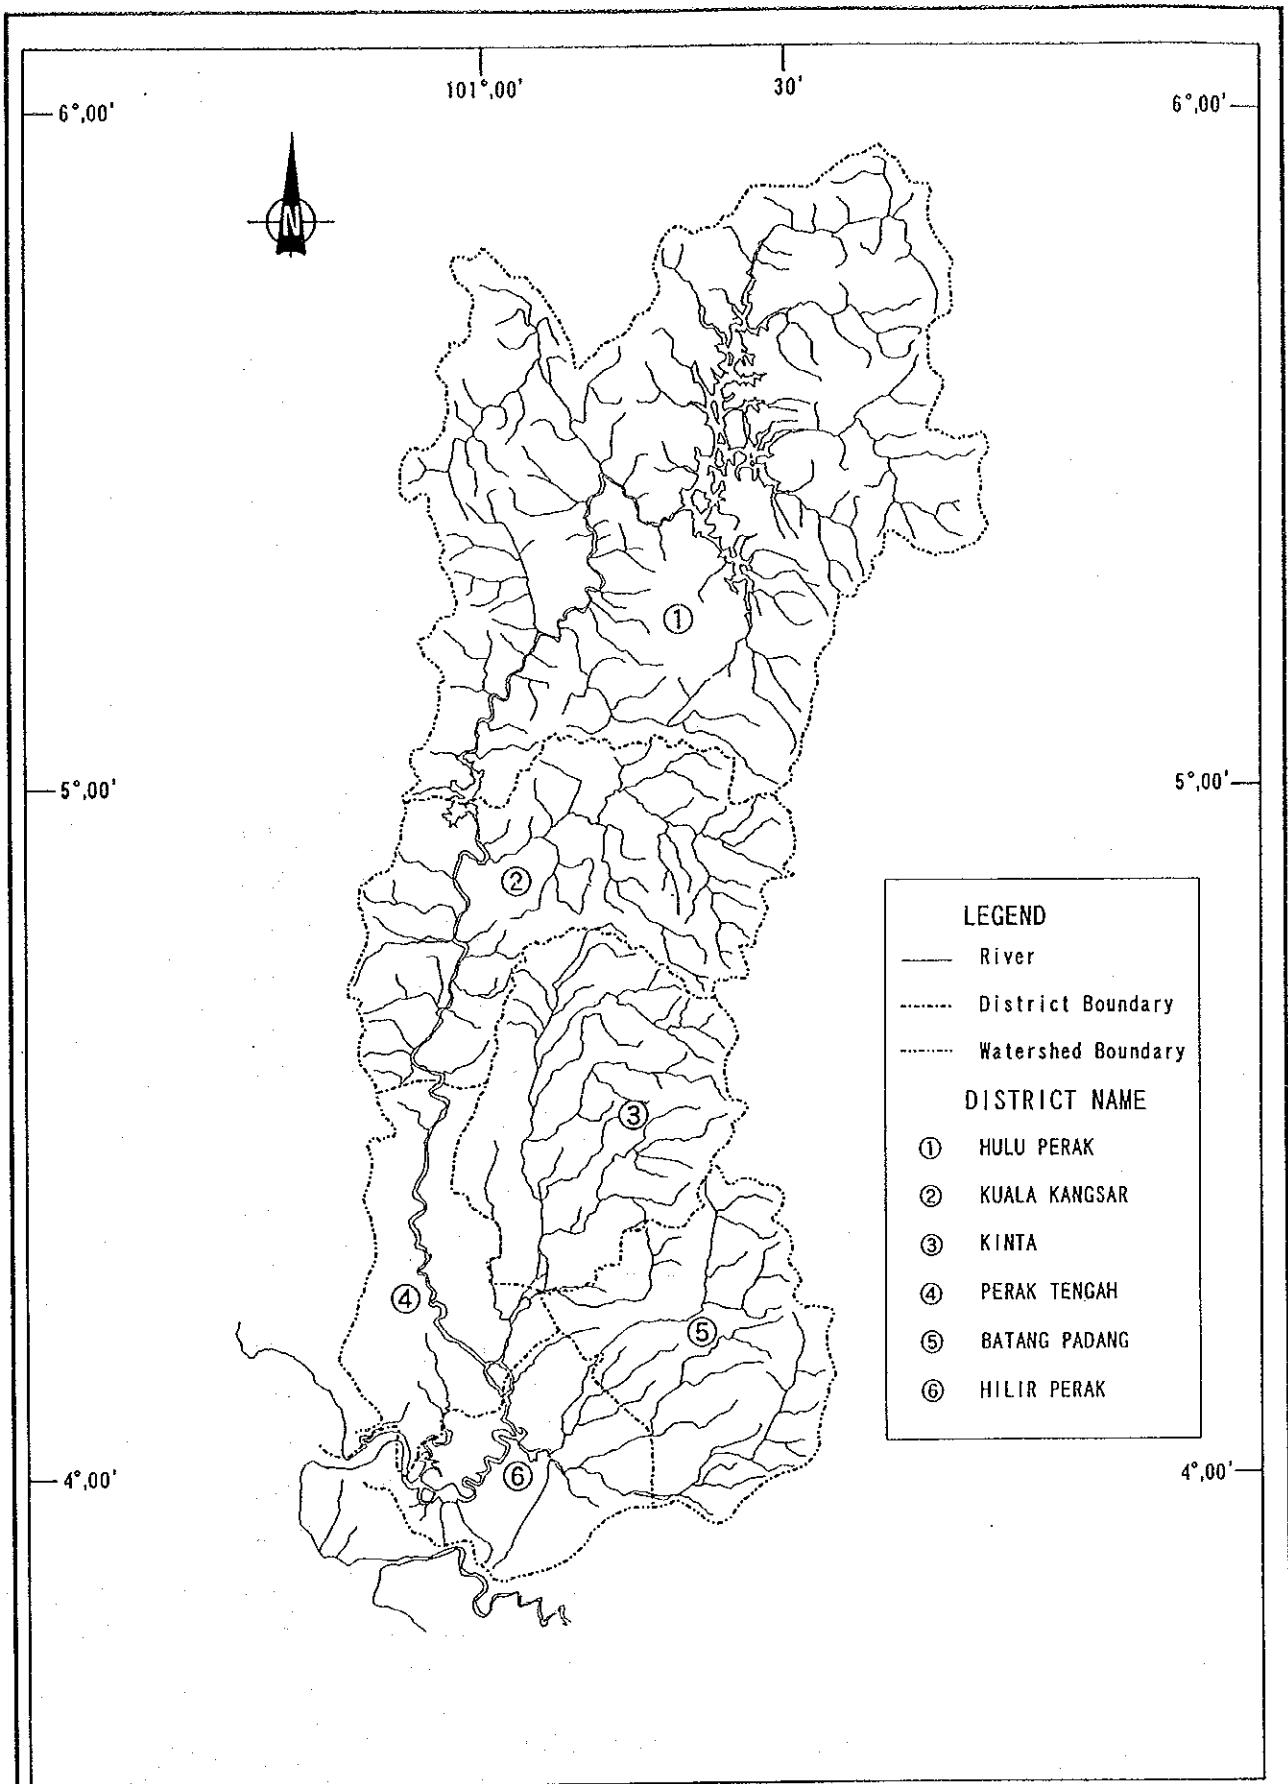 101°,00'
30'
6°,00'
6°,00'
N
①
5°,00'
5°,00'
②
LEGEND
River
District Boundary
Watershed Boundary
③
DISTRICT NAME
① HULU PERAK
② KUALA KANGSAR
③ KINTA
④
④ PERAK TENGAH
⑤
⑤ BATANG PADANG
⑥ HILIR PERAK
⑥
4°,00'
4°,00'